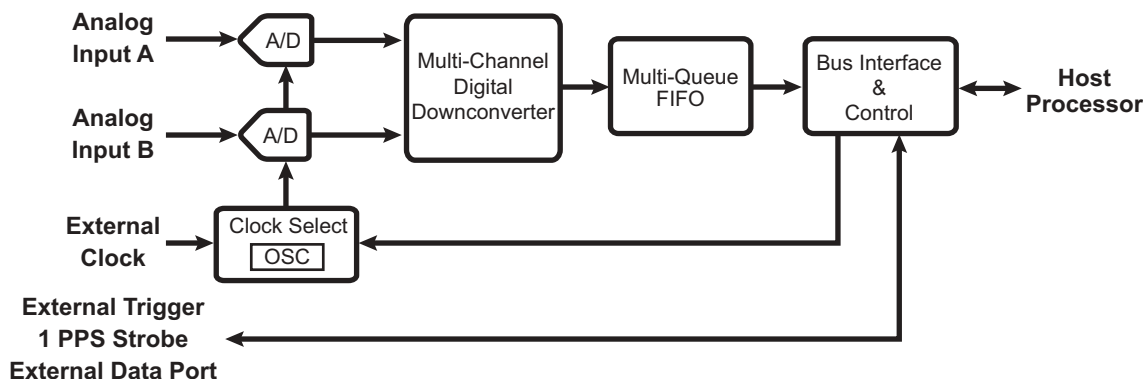 Analog
Input A
A/D
Multi-Channel
Digital
Downconverter
Multi-Queue
FIFO
Bus Interface
&
Control
Host
Processor
Analog
Input B
A/D
External
Clock
Clock Select
OSC
External Trigger
1 PPS Strobe
External Data Port